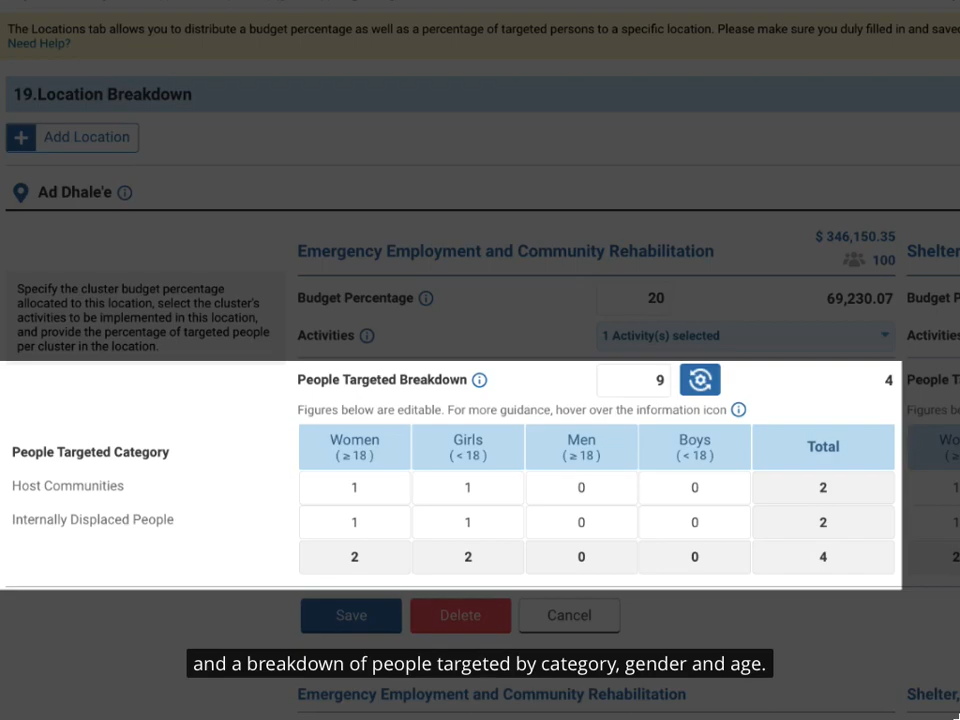 The Locations tab allows you to distribute a budget percentage as well as a percentage of targeted persons to a specific location. Please make sure you duly filled in and save
Need Help?
19.Location Breakdown
+ Add Location
Ad Dhale'e
$ 346,150.35
Emergency Employment and Community Rehabilitation
Shelter
100
Specify the cluster budget percentage
allocated to this location, select the cluster's
activities to be implemented in this location,
and provide the percentage of targeted people
per cluster in the location.
Budget Percentage 20 69,230.07 Budget P
Activities 1 Activity(s) selected Activities
People Targeted Breakdown 9 4 People T
Figures below are editable. For more guidance, hover over the information icon Figures be
People Targeted Category
Women Girls Men Boys Total Wo
(≥ 18) (< 18) (≥ 18) (< 18) (≥
Host Communities 1 1 0 0 2 1
Internally Displaced People 1 1 0 0 2 1
2 2 0 0 4 2
Save Delete Cancel
and a breakdown of people targeted by category, gender and age.
Emergency Employment and Community Rehabilitation Shelter,